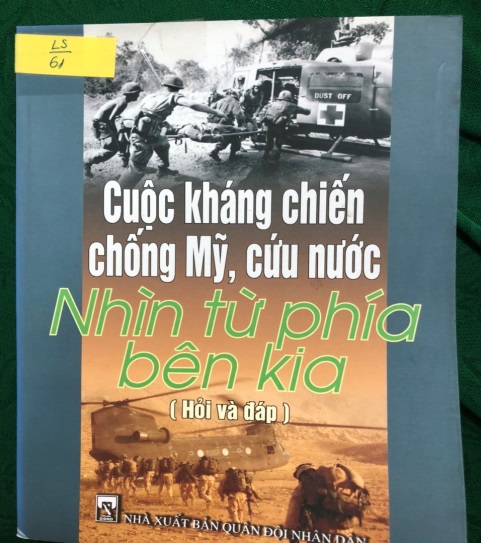 LS
61
DUST OFF
Cuộc kháng chiến
chống Mỹ, cứu nước
Nhìn từ phía
bên kia
( Hỏi và đáp )
NHÀ XUẤT BẢN QUÂN ĐỘI NHÂN DÂN